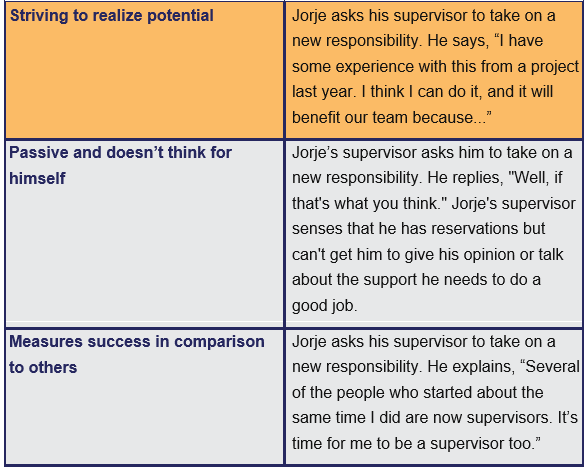 Striving to realize potential
Jorje asks his supervisor to take on a
new responsibility. He says, “I have
some experience with this from a project
last year. I think I can do it, and it will
benefit our team because...”
Passive and doesn’t think for
himself
Jorje’s supervisor asks him to take on a
new responsibility. He replies, "Well, if
that's what you think." Jorje's supervisor
senses that he has reservations but
can't get him to give his opinion or talk
about the support he needs to do a
good job.
Measures success in comparison
to others
Jorje asks his supervisor to take on a
new responsibility. He explains, “Several
of the people who started about the
same time I did are now supervisors. It’s
time for me to be a supervisor too.”